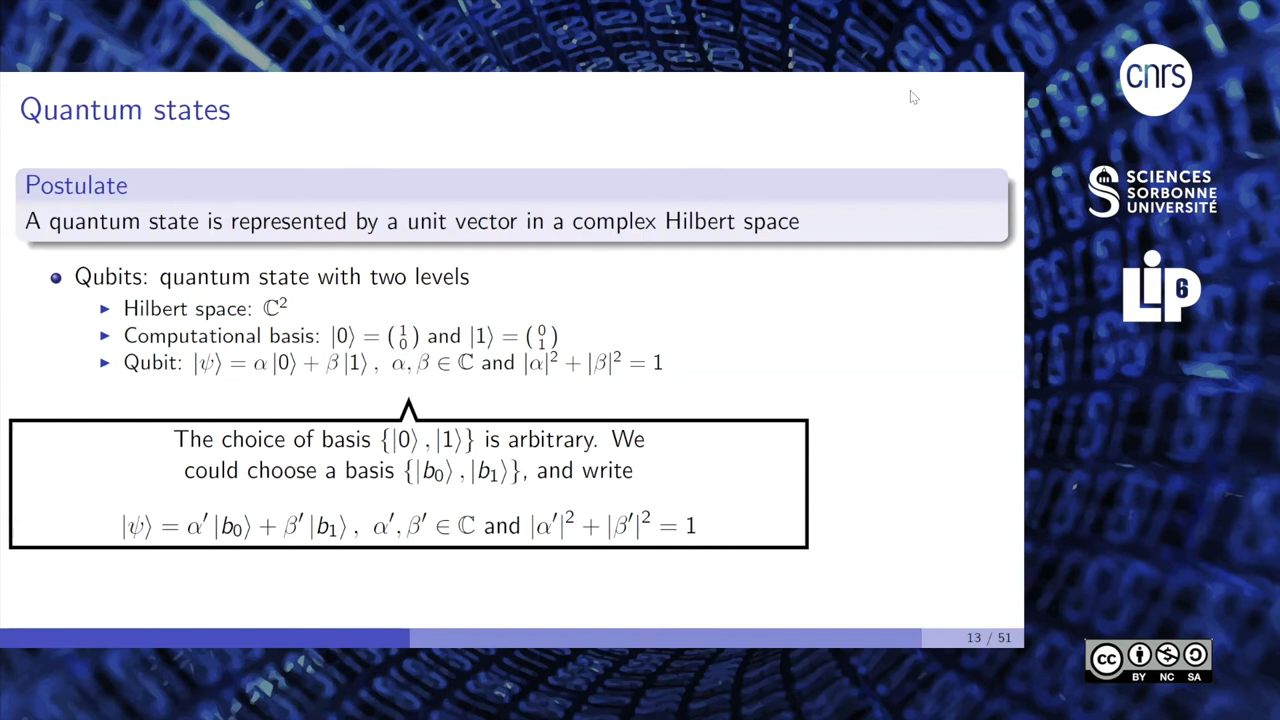 Quantum states
Postulate
A quantum state is represented by a unit vector in a complex Hilbert space
Qubits: quantum state with two levels
Hilbert space: ℂ²
Computational basis: |0⟩ = (1 0) and |1⟩ = (0 1)
Qubit: |ψ⟩ = α |0⟩ + β |1⟩ , α, β ∈ ℂ and |α|² + |β|² = 1
The choice of basis {|0⟩ , |1⟩} is arbitrary. We
could choose a basis {|b₀⟩ , |b₁⟩}, and write
|ψ⟩ = α′ |b₀⟩ + β′ |b₁⟩ , α′, β′ ∈ ℂ and |α′|² + |β′|² = 1
13 / 51
cnrs
SCIENCES
SORBONNE
UNIVERSITÉ
LIP6
cc
BY NC SA